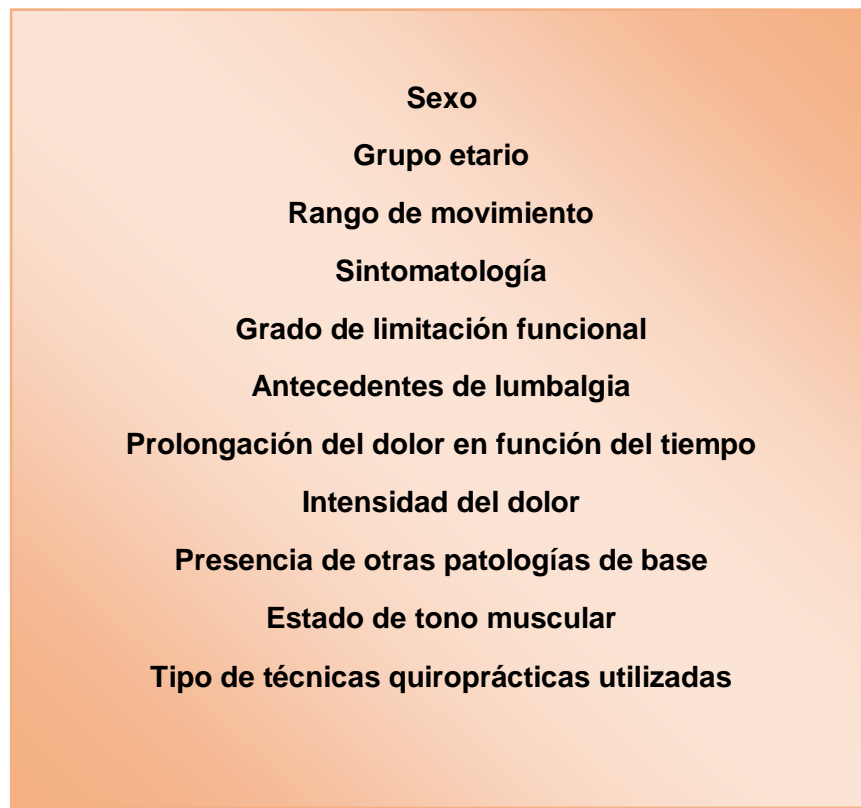 Sexo
Grupo etario
Rango de movimiento
Sintomatología
Grado de limitación funcional
Antecedentes de lumbalgia
Prolongación del dolor en función del tiempo
Intensidad del dolor
Presencia de otras patologías de base
Estado de tono muscular
Tipo de técnicas quiroprácticas utilizadas